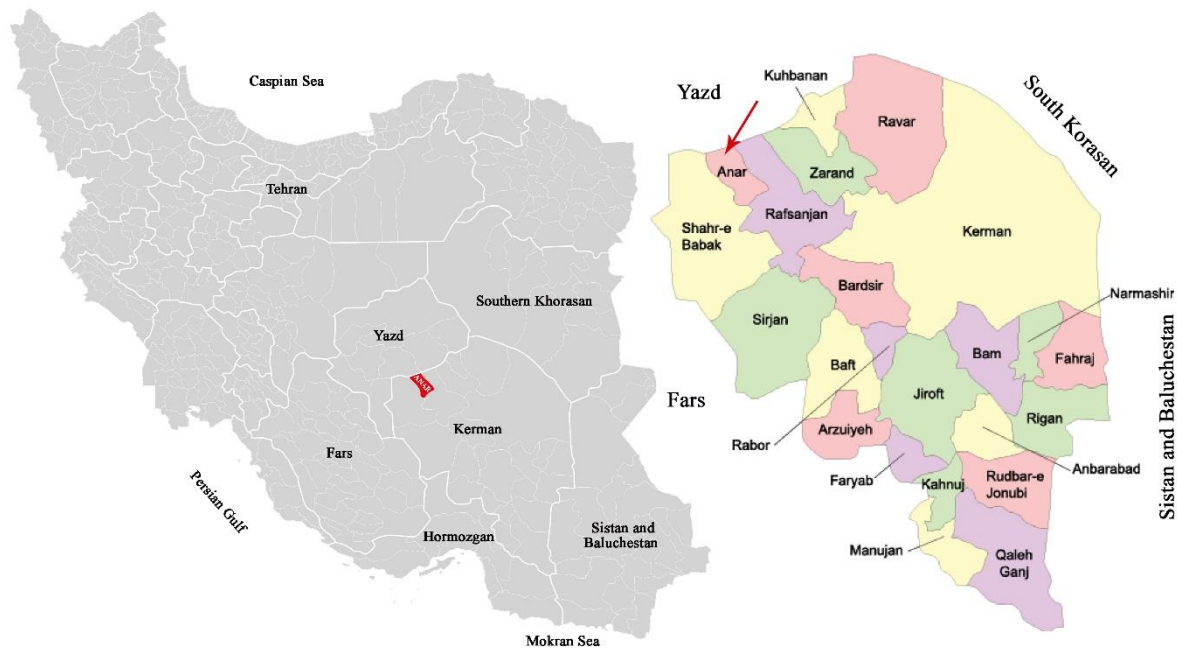 Caspian Sea
Tehran
Southern Khorasan
Yazd
ANAR
Kerman
Fars
Persian Gulf
Hormozgan
Sistan and
Baluchestan
Mokran Sea
Kuhbanan
Yazd
South Korasan
Ravar
Anar
Zarand
Rafsanjan
Shahr-e
Babak
Kerman
Bardsir
Narmashir
Sirjan
Bam
Fahraj
Baft
Fars
Jiroft
Rigan
Sistan and Baluchestan
Arzuiyeh
Rabor
Anbarabad
Faryab
Kahnuj
Rudbar-e
Jonubi
Manujan
Qaleh
Ganj